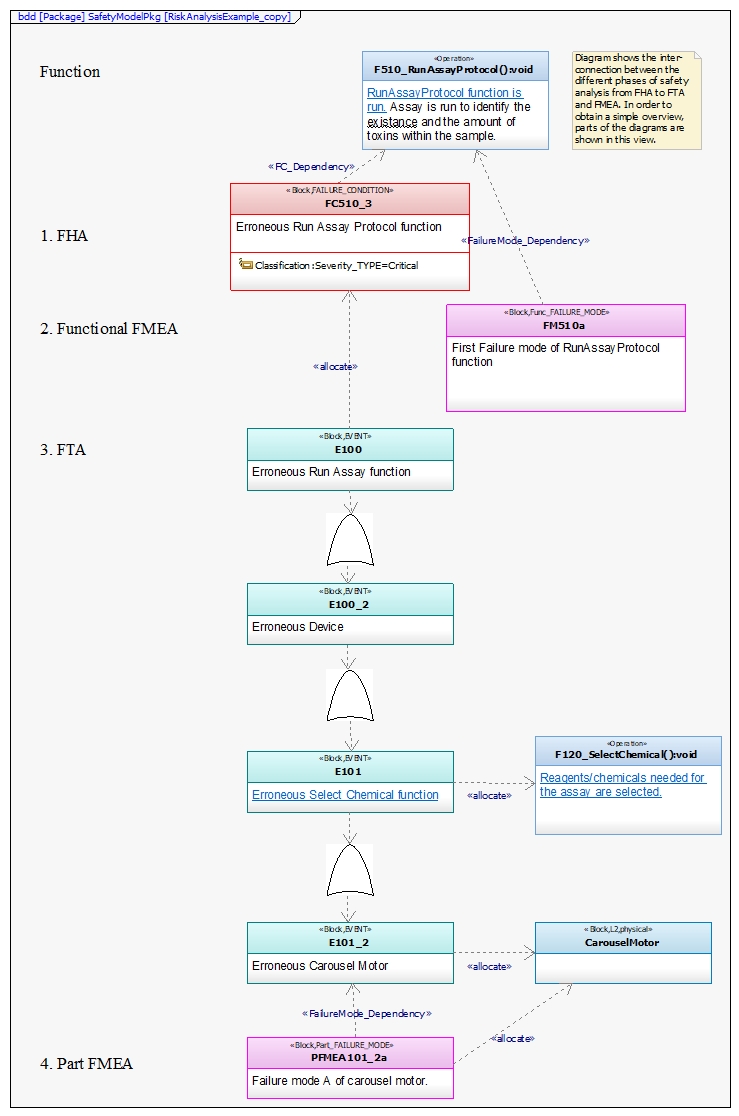 bdd [Package] SafetyModelPkg [RiskAnalysisExample_copy]
Function
«Operation»
F510_RunAssayProtocol():void
RunAssayProtocol function is
run. Assay is run to identify the
existance and the amount of
toxins within the sample.
Diagram shows the inter-
connection between the
different phases of safety
analysis from FHA to FTA
and FMEA. In order to
obtain a simple overview,
parts of the diagrams are
shown in this view.
«FC_Dependency»
«Block,FAILURE_CONDITION»
FC510_3
Erroneous Run Assay Protocol function
Classification:Severity_TYPE=Critical
1. FHA
«FailureMode_Dependency»
2. Functional FMEA
«Block,Func_FAILURE_MODE»
FM510a
First Failure mode of RunAssayProtocol
function
«allocate»
3. FTA
«Block,EVENT»
E100
Erroneous Run Assay function
«Block,EVENT»
E100_2
Erroneous Device
«Block,EVENT»
E101
Erroneous Select Chemical function
«allocate»
«Operation»
F120_SelectChemical():void
Reagents/chemicals needed for
the assay are selected.
«Block,EVENT»
E101_2
Erroneous Carousel Motor
«allocate»
«Block,L2,physical»
CarouselMotor
«FailureMode_Dependency»
«allocate»
4. Part FMEA
«Block,Part_FAILURE_MODE»
PFMEA101_2a
Failure mode A of carousel motor.